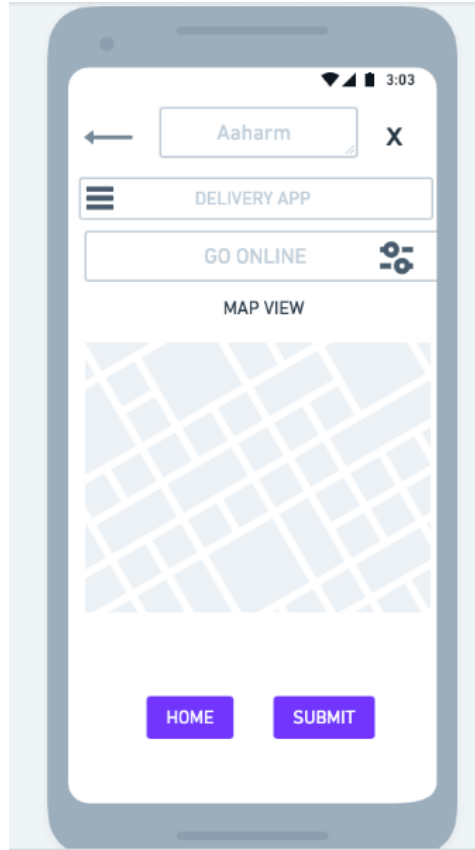 3:03
Aaharm
X
DELIVERY APP
GO ONLINE
MAP VIEW
HOME SUBMIT